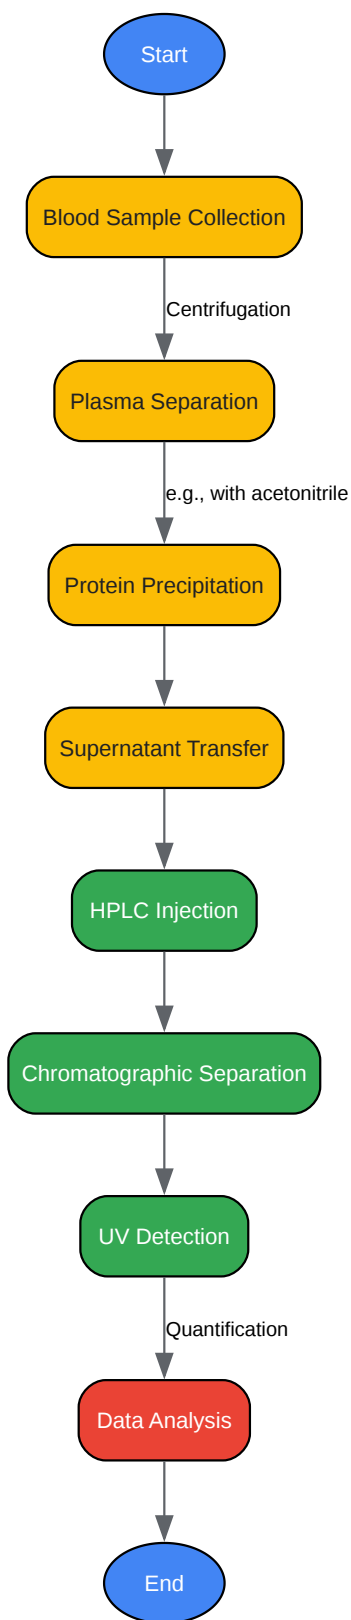 Start
Blood Sample Collection
Centrifugation
Plasma Separation
e.g., with acetonitrile
Protein Precipitation
Supernatant Transfer
HPLC Injection
Chromatographic Separation
UV Detection
Quantification
Data Analysis
End